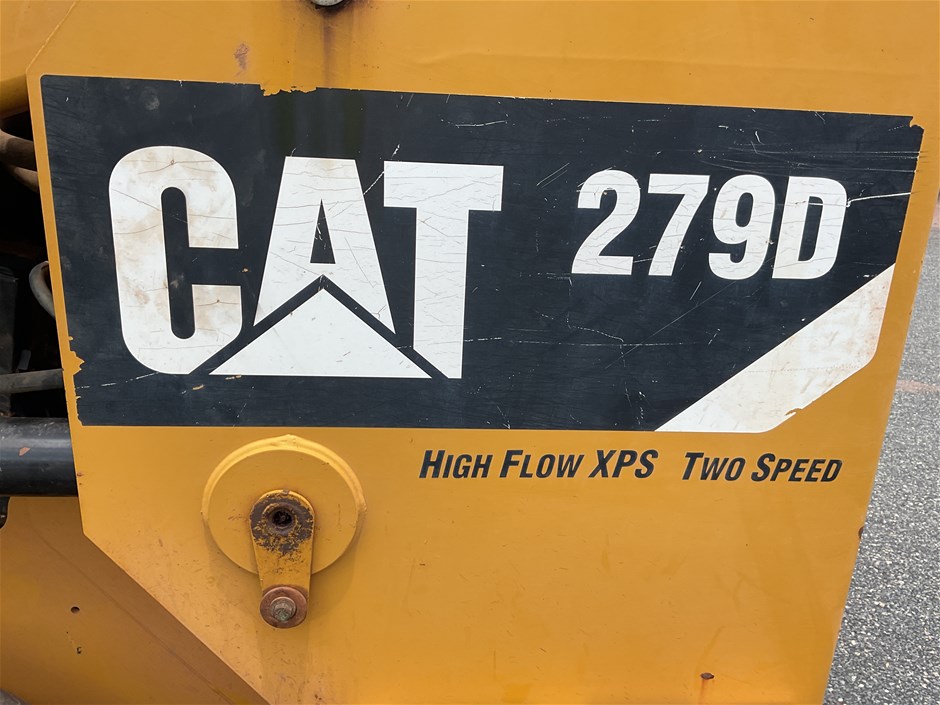 CAT 279D
HIGH FLOW XPS TWO SPEED